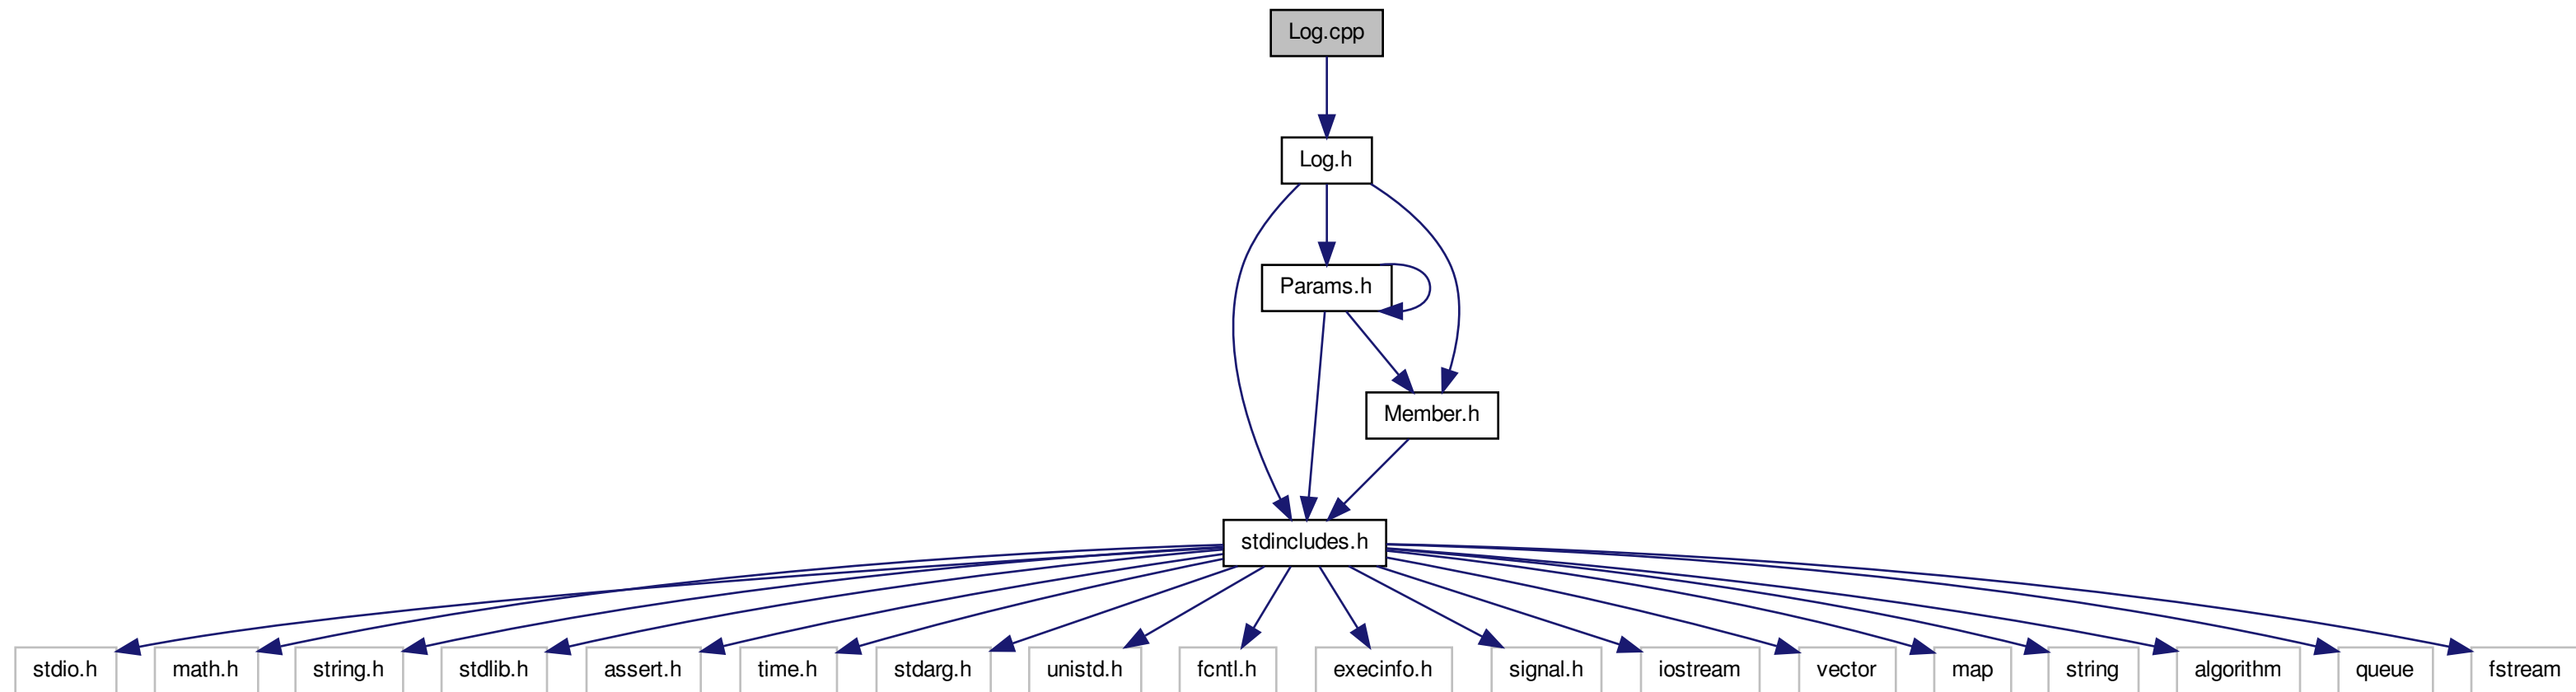 Log.cpp
Log.h
Params.h
Member.h
stdincludes.h
stdio.h
math.h
string.h
stdlib.h
assert.h
time.h
stdarg.h
unistd.h
fcntl.h
execinfo.h
signal.h
iostream
vector
map
string
algorithm
queue
fstream